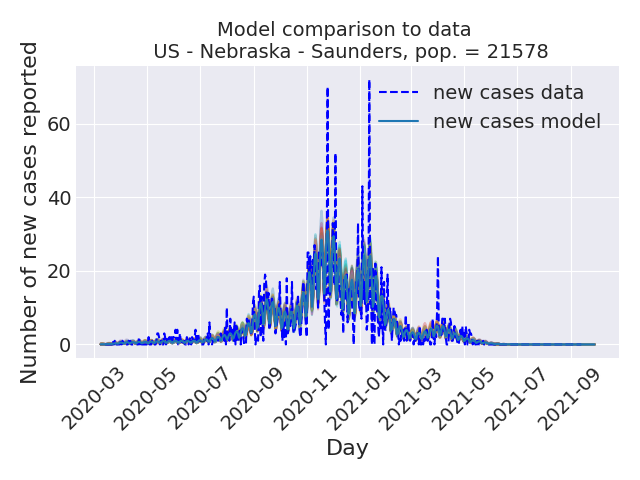 Model comparison to data
US - Nebraska - Saunders, pop. = 21578
Number of new cases reported
60
40
20
0
new cases data
new cases model
2020-03
2020-05
2020-07
2020-09
2020-11
2021-01
2021-03
2021-05
2021-07
2021-09
Day